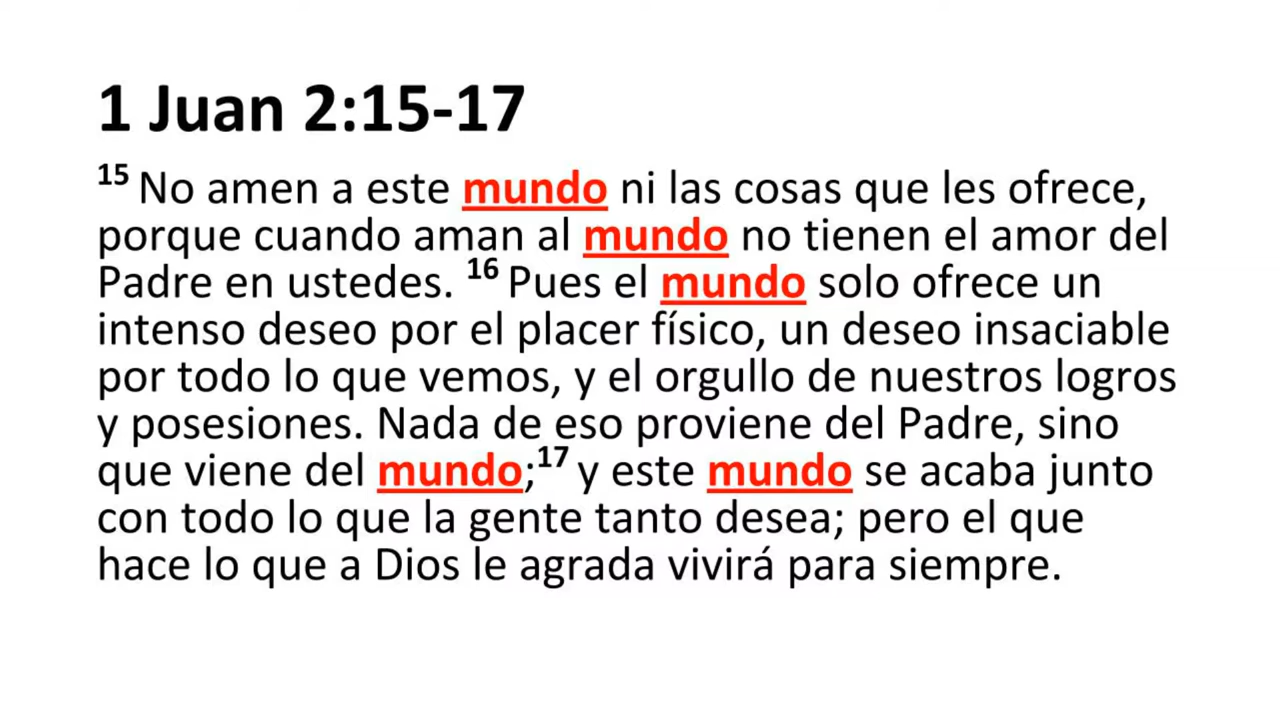 1 Juan 2:15-17
15 No amen a este mundo ni las cosas que les ofrece,
porque cuando aman al mundo no tienen el amor del
Padre en ustedes. 16 Pues el mundo solo ofrece un
intenso deseo por el placer físico, un deseo insaciable
por todo lo que vemos, y el orgullo de nuestros logros
y posesiones. Nada de eso proviene del Padre, sino
que viene del mundo;17 y este mundo se acaba junto
con todo lo que la gente tanto desea; pero el que
hace lo que a Dios le agrada vivirá para siempre.